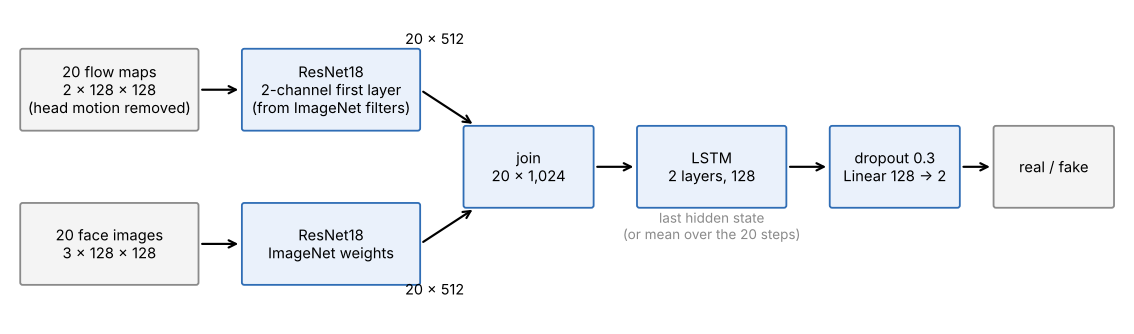 20 × 512
20 flow maps
2 × 128 × 128
(head motion removed)
ResNet18
2-channel first layer
(from ImageNet filters)
join
20 × 1,024
LSTM
2 layers, 128
dropout 0.3
Linear 128 → 2
real / fake
last hidden state
(or mean over the 20 steps)
20 face images
3 × 128 × 128
ResNet18
ImageNet weights
20 × 512